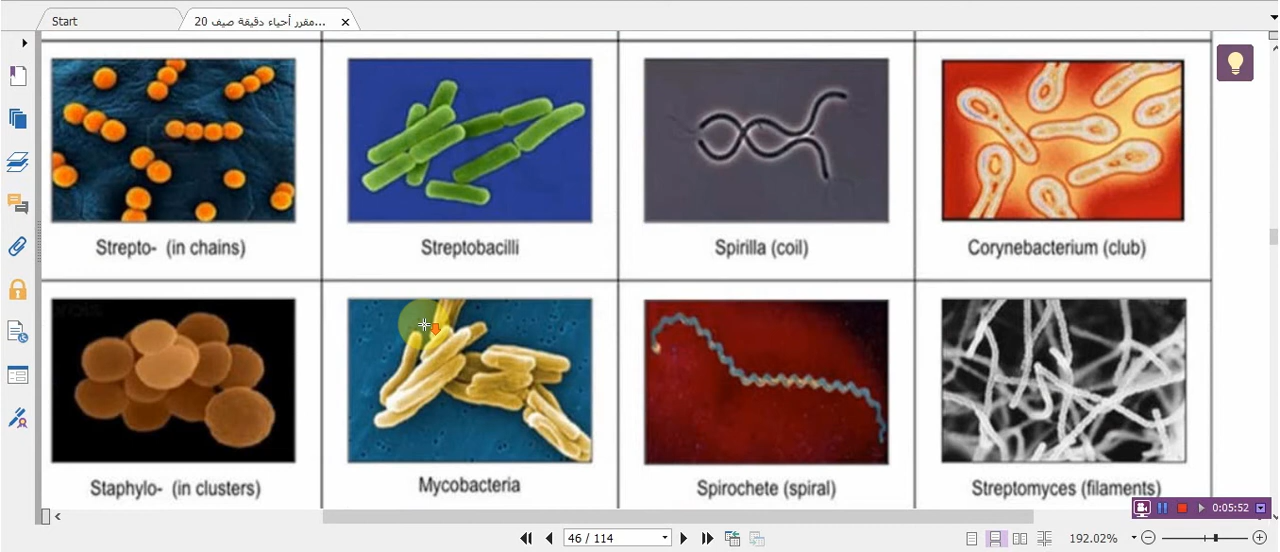 Start
مقرر أحياء دقيقة صيف 20...
Strepto- (in chains)
Streptobacilli
Spirilla (coil)
Corynebacterium (club)
Staphylo- (in clusters)
Mycobacteria
Spirochete (spiral)
Streptomyces (filaments)
0:05:52
46 / 114
192.02%